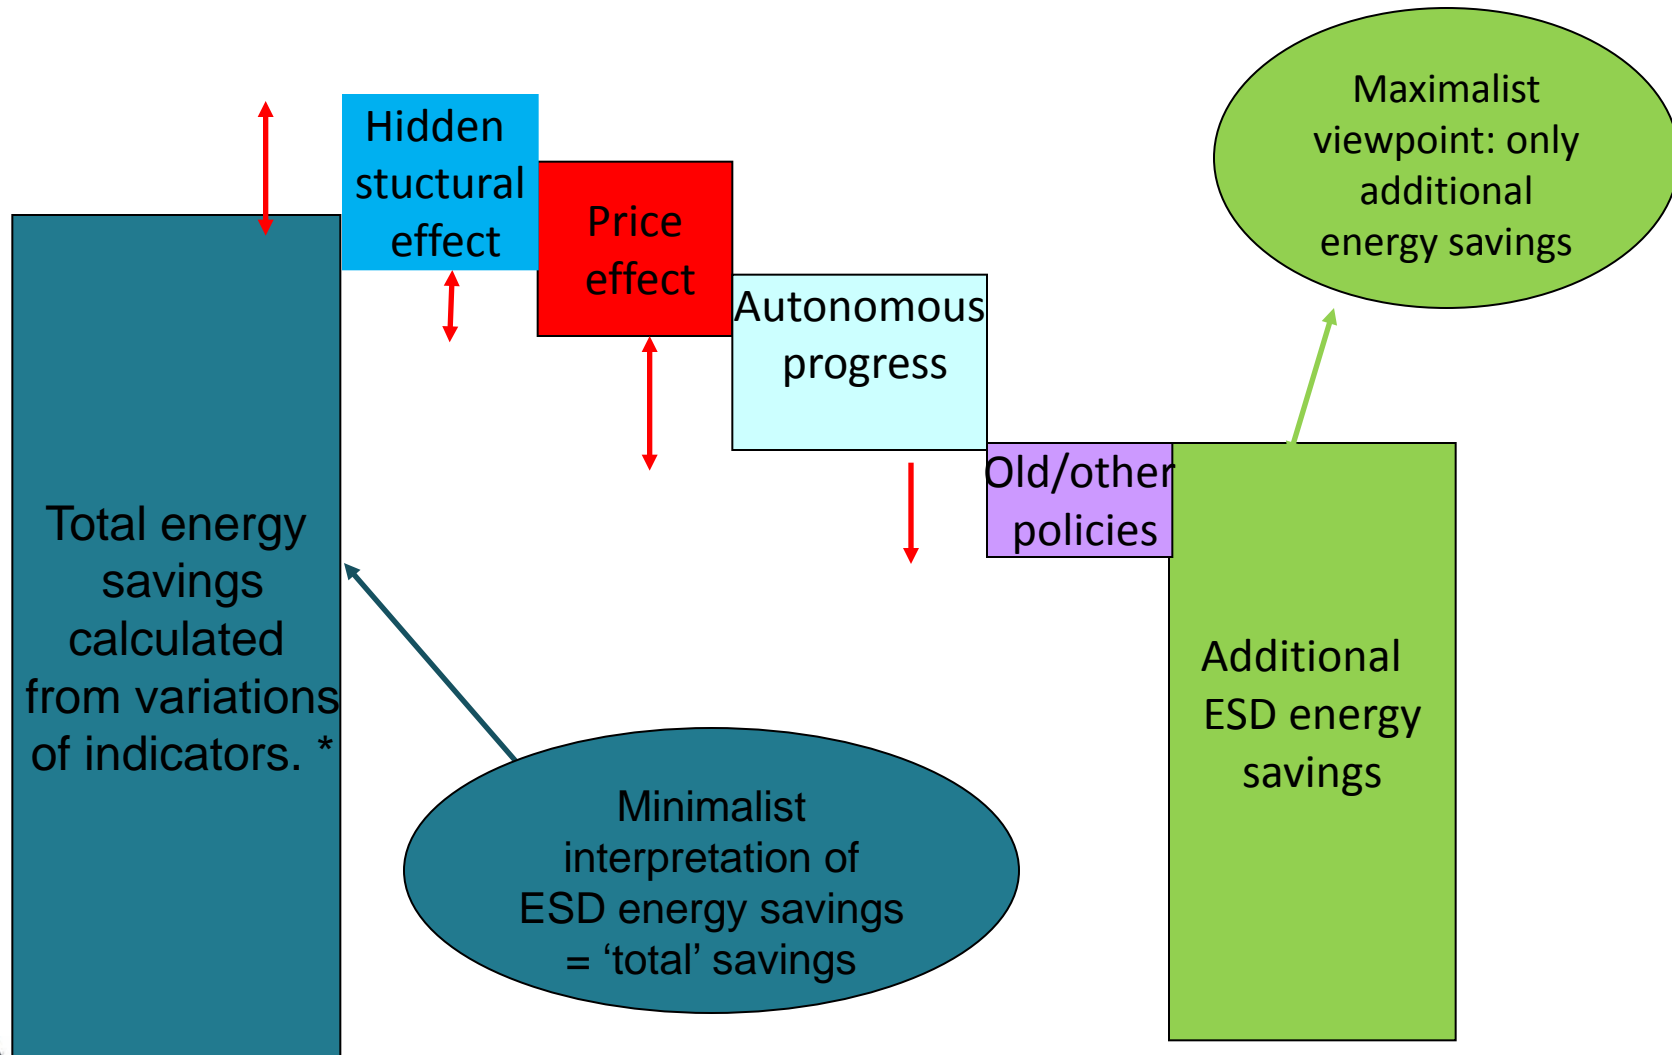 Hidden
stuctural
effect
Price
effect
Autonomous
progress
Old/other
policies
Maximalist
viewpoint: only
additional
energy savings
Total energy
savings
calculated
from variations
of indicators. *
Minimalist
interpretation of
ESD energy savings
= ‘total’ savings
Additional
ESD energy
savings